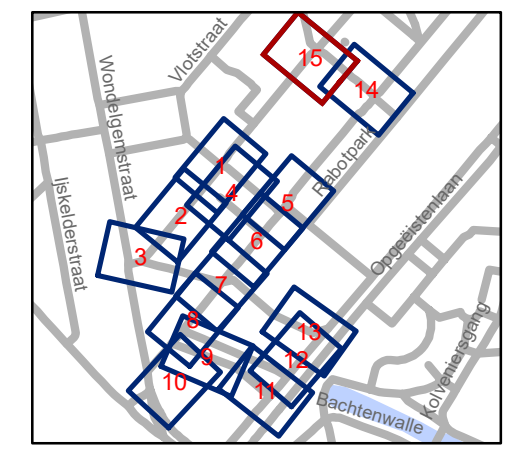 Vlotstraat
15
14
Wondelgemstraat
Rabotpark
1
4
5
Ijskelderstraat
2
6
Opgeëistenlaan
3
7
8
13
9
12
10
11
Kolveniersgang
Bachtenwalle